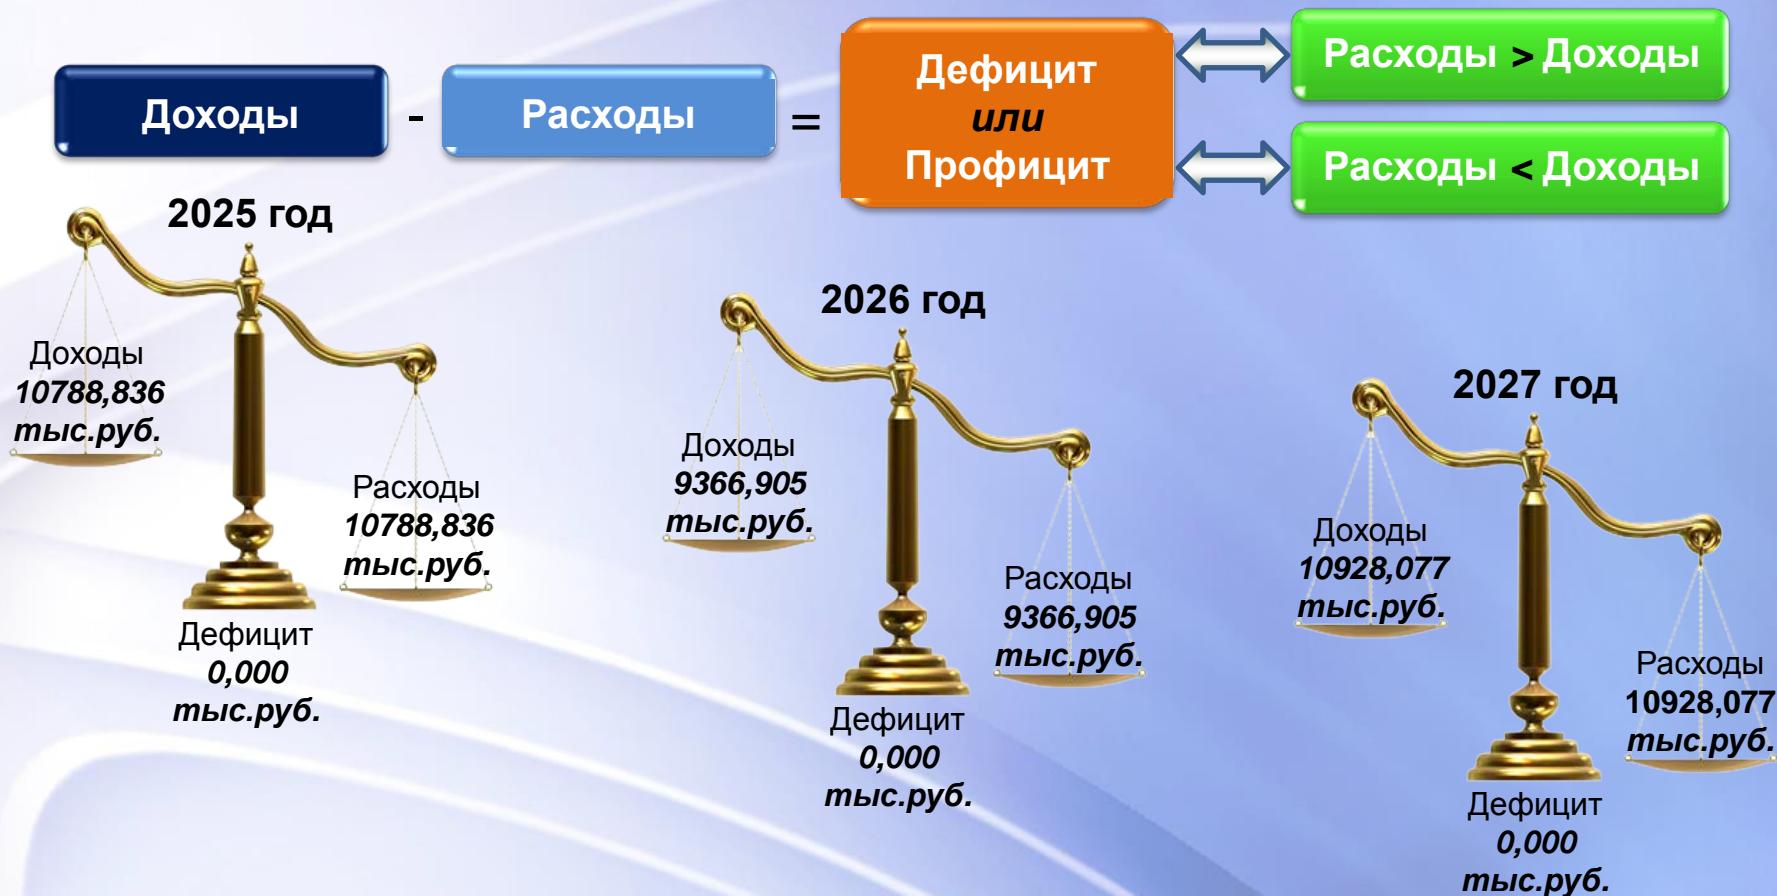 Доходы
-
Расходы
=
Дефицит
или
Профицит
Расходы > Доходы
Расходы < Доходы
2025 год
Доходы
10788,836
тыс.руб.
Расходы
10788,836
тыс.руб.
Дефицит
0,000
тыс.руб.
2026 год
Доходы
9366,905
тыс.руб.
Расходы
9366,905
тыс.руб.
Дефицит
0,000
тыс.руб.
2027 год
Доходы
10928,077
тыс.руб.
Расходы
10928,077
тыс.руб.
Дефицит
0,000
тыс.руб.